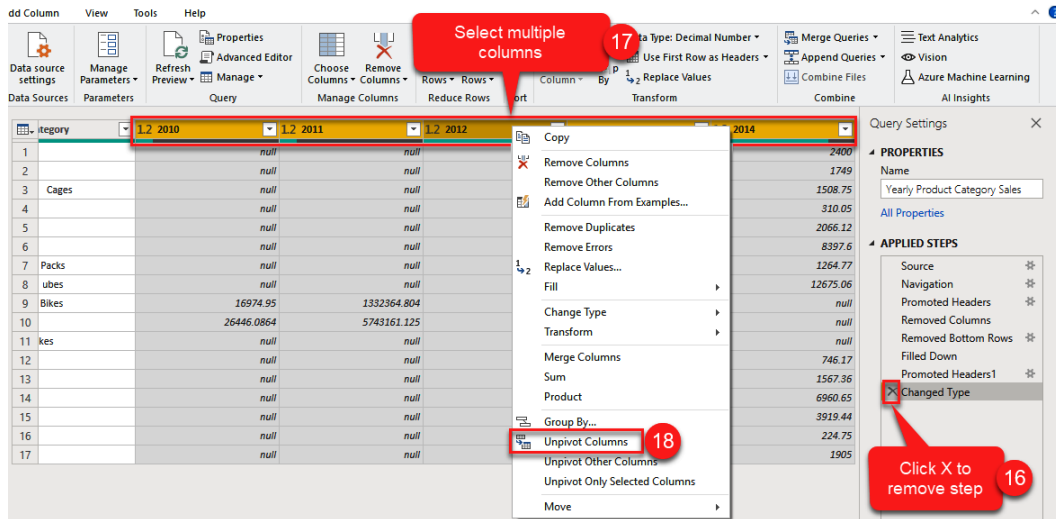 dd Column View Tools Help
Select multiple
columns
17
Data source
settings
Manage
Parameters
Refresh
Preview
Properties
Advanced Editor
Manage
Choose
Columns
Remove
Columns
Rows Rows
Column
By
ta Type: Decimal Number
Use First Row as Headers
1 2 Replace Values
Merge Queries
Append Queries
Combine Files
Text Analytics
Vision
Azure Machine Learning
Data Sources Parameters Query Manage Columns Reduce Rows ort Transform Combine AI Insights
tegory 1.2 2010 1.2 2011 1.2 2012 2014
1 null null 2400
2 null null 1749
3 Cages null null 1508.75
4 null null 310.05
5 null null 2066.12
6 null null 8397.6
7 Packs null null 1264.77
8 ubes null null 12675.06
9 Bikes 16974.95 1332364.804 null
10 26446.0864 5743161.125 null
11 kes null null null
12 null null 746.17
13 null null 1567.36
14 null null 6960.65
15 null null 3919.44
16 null null 224.75
17 null null 1905
Copy
Remove Columns
Remove Other Columns
Add Column From Examples...
Remove Duplicates
Remove Errors
1 2 Replace Values...
Fill
Change Type
Transform
Merge Columns
Sum
Product
Group By...
Unpivot Columns
18
Unpivot Other Columns
Unpivot Only Selected Columns
Move
Query Settings
PROPERTIES
Name
Yearly Product Category Sales
All Properties
APPLIED STEPS
Source
Navigation
Promoted Headers
Removed Columns
Removed Bottom Rows
Filled Down
Promoted Headers1
Changed Type
Click X to
remove step
16